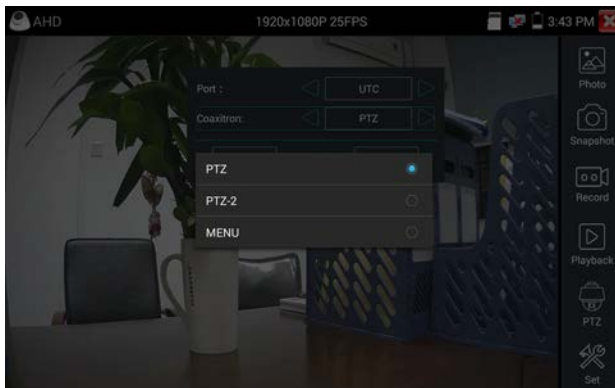 AHD
1920x1080P 25FPS
3:43 PM
Port :
UTC
Coaxitron:
PTZ
PTZ
PTZ-2
MENU
Photo
Snapshot
Record
Playback
PTZ
Set